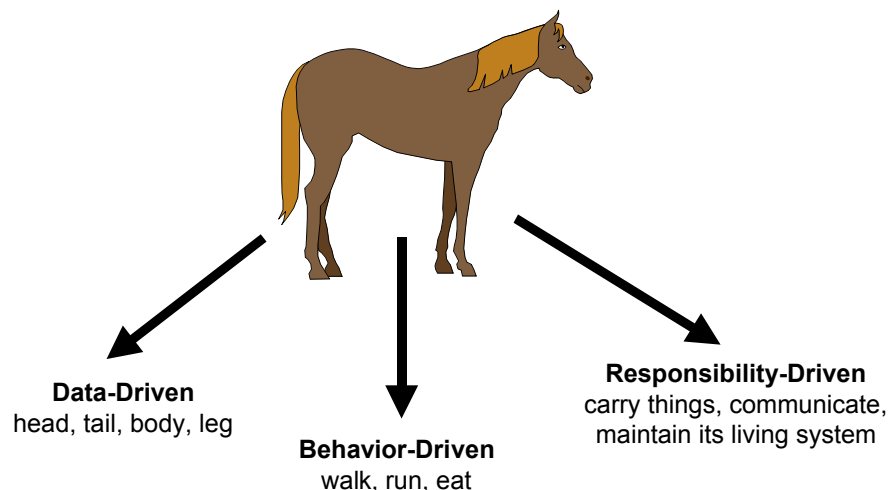 Data-Driven
head, tail, body, leg
Behavior-Driven
walk, run, eat
Responsibility-Driven
carry things, communicate,
maintain its living system